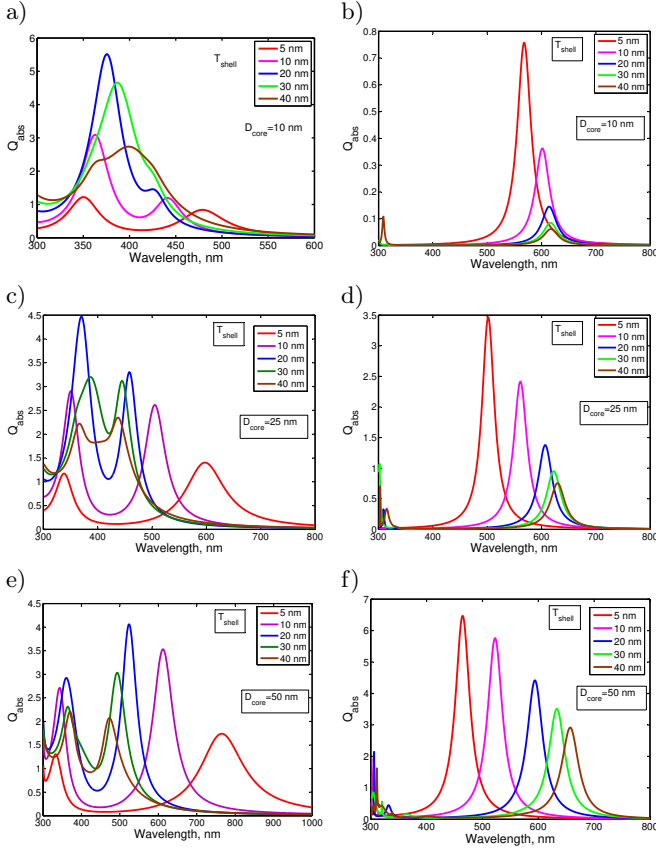 a)
6
5
4
3
2
1
0
300
350
400
450
500
550
600
Q_abs
Wavelength, nm
T_shell
5 nm
10 nm
20 nm
30 nm
40 nm
D_core=10 nm
b)
0.8
0.7
0.6
0.5
0.4
0.3
0.2
0.1
0
300
400
500
600
700
800
Q_abs
Wavelength, nm
T_shell
5 nm
10 nm
20 nm
30 nm
40 nm
D_core=10 nm
c)
4.5
4
3.5
3
2.5
2
1.5
1
0.5
0
300
400
500
600
700
800
Q_abs
Wavelength, nm
T_shell
5 nm
10 nm
20 nm
30 nm
40 nm
D_core=25 nm
d)
3.5
3
2.5
2
1.5
1
0.5
0
300
400
500
600
700
800
Q_abs
Wavelength, nm
T_shell
5 nm
10 nm
20 nm
30 nm
40 nm
D_core=25 nm
e)
4.5
4
3.5
3
2.5
2
1.5
1
0.5
0
300
400
500
600
700
800
900
1000
Q_abs
Wavelength, nm
T_shell
5 nm
10 nm
20 nm
30 nm
40 nm
D_core=50 nm
f)
7
6
5
4
3
2
1
0
300
400
500
600
700
800
Q_abs
Wavelength, nm
T_shell
5 nm
10 nm
20 nm
30 nm
40 nm
D_core=50 nm